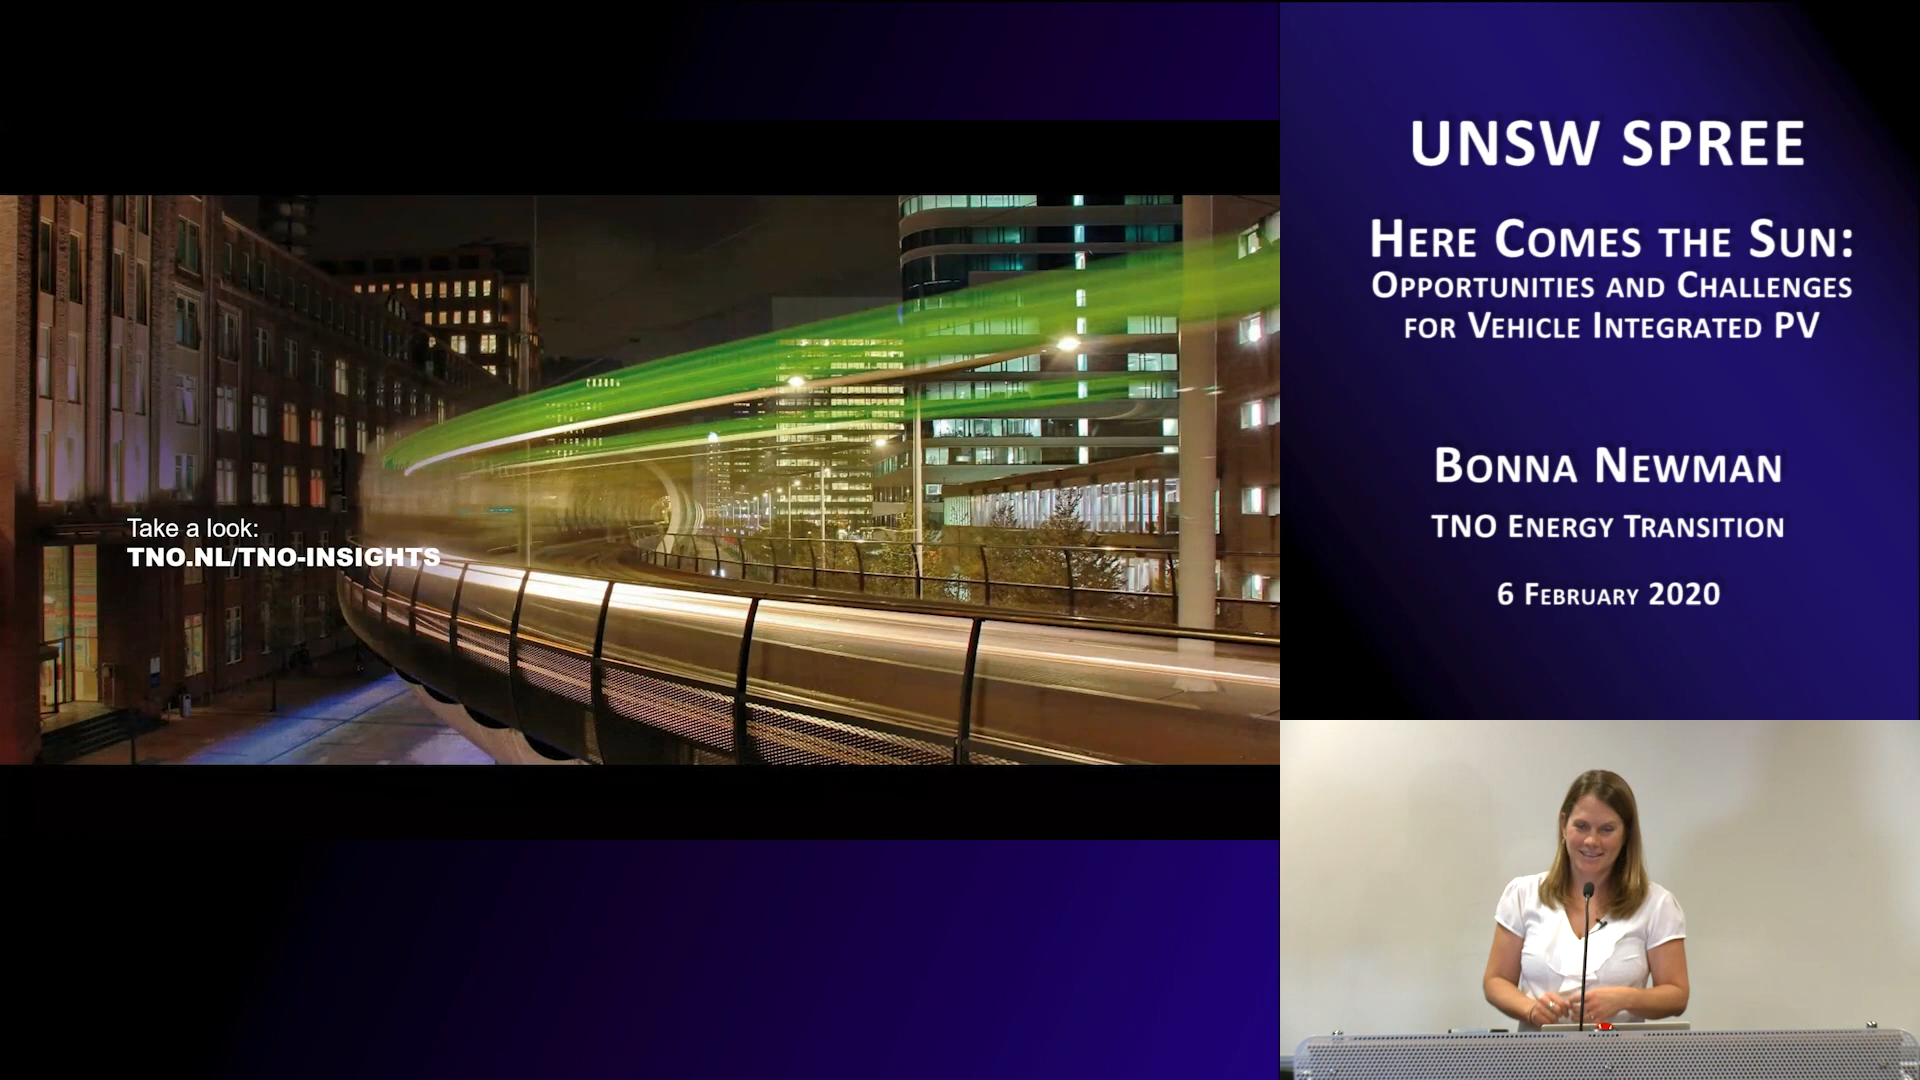 Take a look:
TNO.NL/TNO-INSIGHTS
UNSW SPREE
Here Comes the Sun:
Opportunities and Challenges
for Vehicle Integrated PV
Bonna Newman
TNO Energy Transition
6 February 2020